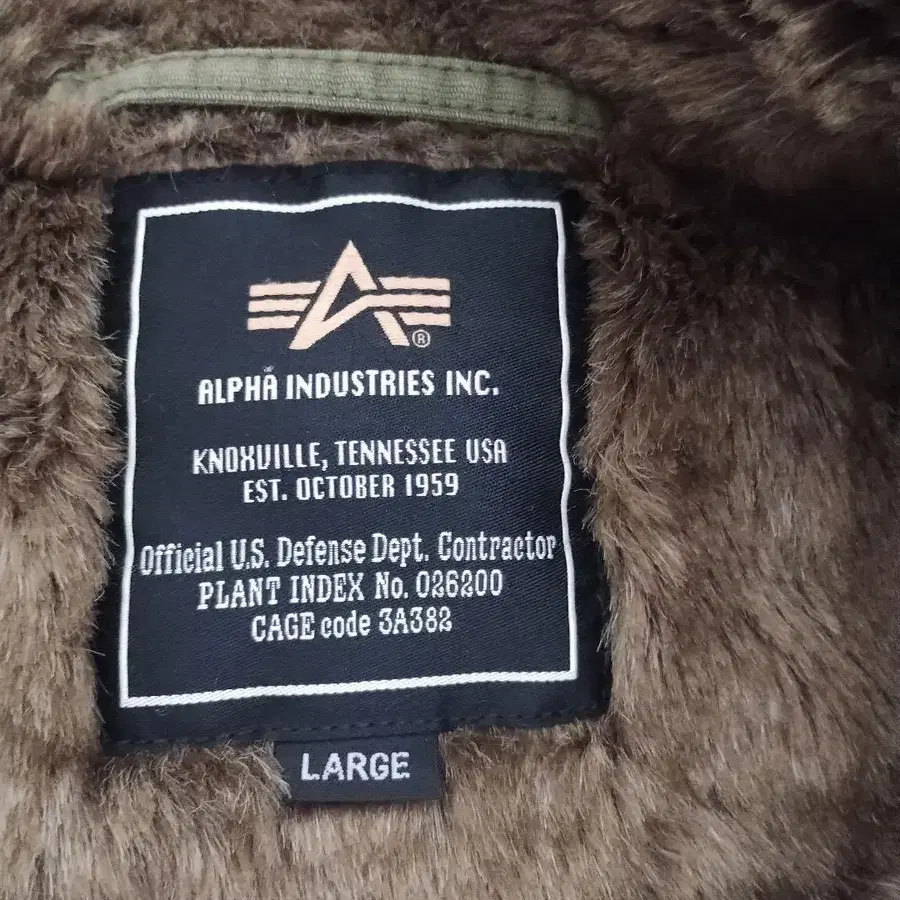 ®
ALPHA INDUSTRIES INC.
KNOXVILLE, TENNESSEE USA
EST. OCTOBER 1959
Official U.S. Defense Dept. Contractor
PLANT INDEX No. 026200
CAGE code 3A382
LARGE